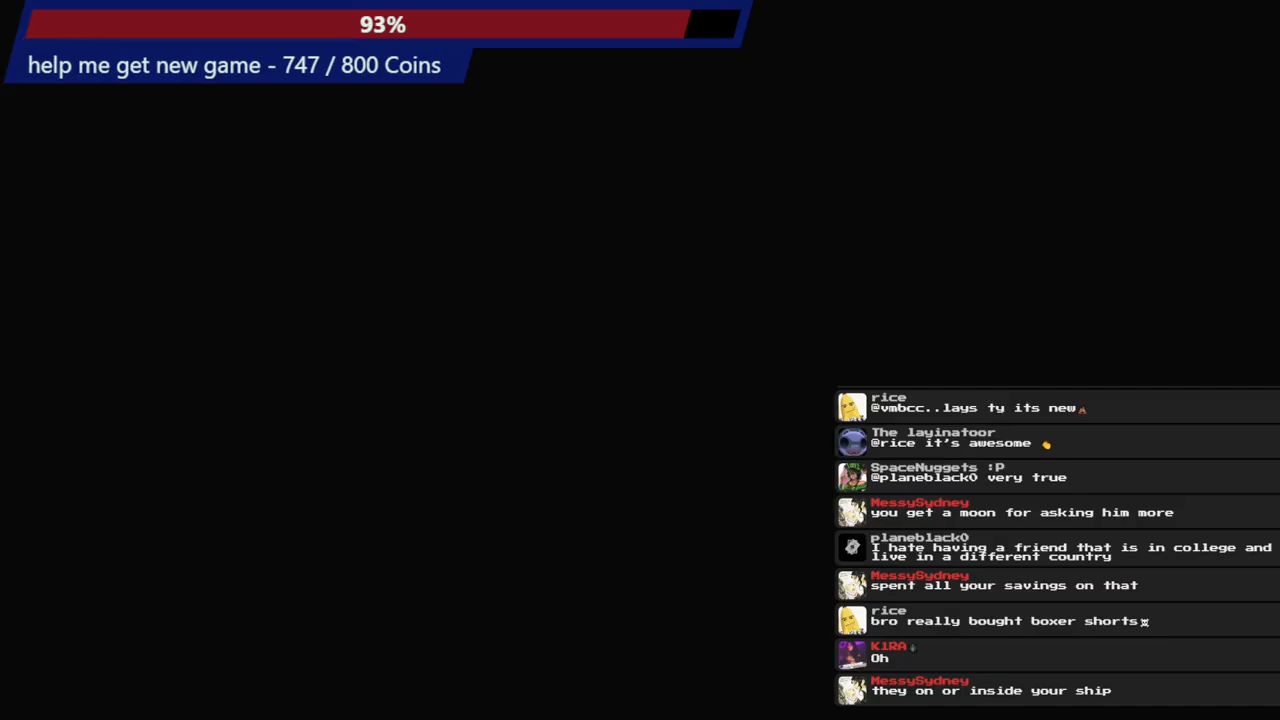 93%
help me get new game - 747 / 800 Coins
rice
@vmbcc..lays ty its new
The layinatoor
@rice it's awesome
SpaceNuggets :P
@planeblack0 very true
MessySydney
you get a moon for asking him more
planeblack0
I hate having a friend that is in college and
live in a different country
MessySydney
spent all your savings on that
rice
bro really bought boxer shorts
K1RA
Oh
MessySydney
they on or inside your ship